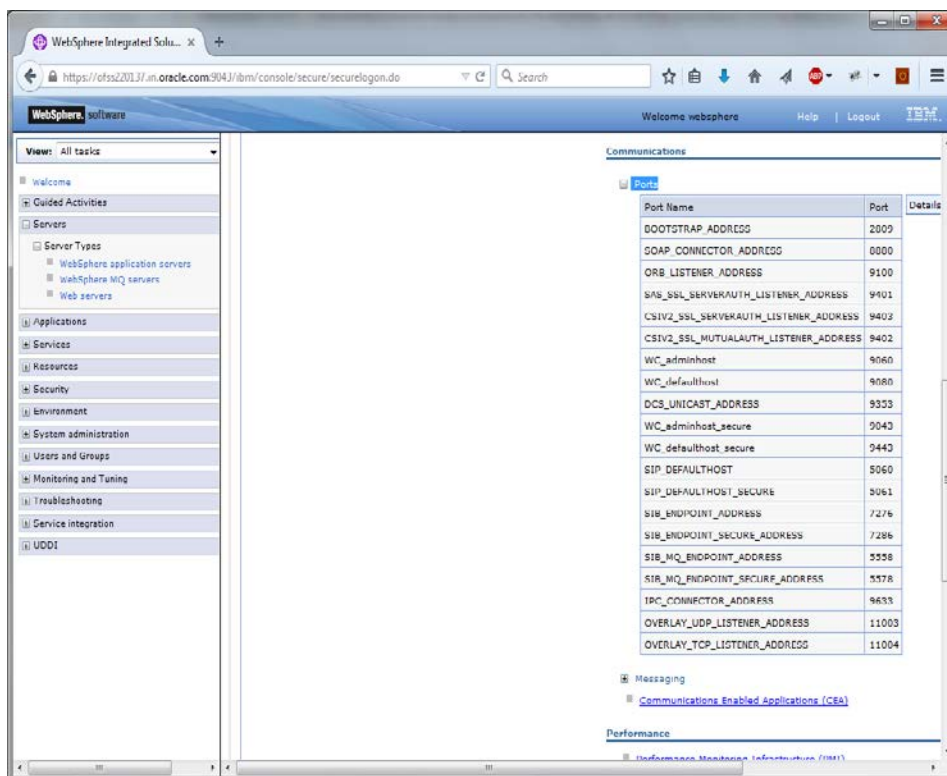 WebSphere Integrated Solu... x +
https://ofss220137.in.oracle.com:9043/ibm/console/secure/securelogon.do
Search
ABP
WebSphere. software
Welcome websphere
Help | Logout
IBM.
View: All tasks
Welcome
Guided Activities
Servers
Server Types
WebSphere application servers
WebSphere MQ servers
Web servers
Applications
Services
Resources
Security
Environment
System administration
Users and Groups
Monitoring and Tuning
Troubleshooting
Service integration
UDDI
Communications
Ports
Port Name Port Details
BOOTSTRAP_ADDRESS 2809
SOAP_CONNECTOR_ADDRESS 8880
ORB_LISTENER_ADDRESS 9100
SAS_SSL_SERVERAUTH_LISTENER_ADDRESS 9401
CSIV2_SSL_SERVERAUTH_LISTENER_ADDRESS 9403
CSIV2_SSL_MUTUALAUTH_LISTENER_ADDRESS 9402
WC_adminhost 9060
WC_defaulthost 9080
DCS_UNICAST_ADDRESS 9353
WC_adminhost_secure 9043
WC_defaulthost_secure 9443
SIP_DEFAULTHOST 5060
SIP_DEFAULTHOST_SECURE 5061
SIB_ENDPOINT_ADDRESS 7276
SIB_ENDPOINT_SECURE_ADDRESS 7286
SIB_MQ_ENDPOINT_ADDRESS 5558
SIB_MQ_ENDPOINT_SECURE_ADDRESS 5578
IPC_CONNECTOR_ADDRESS 9633
OVERLAY_UDP_LISTENER_ADDRESS 11003
OVERLAY_TCP_LISTENER_ADDRESS 11004
Messaging
Communications Enabled Applications (CEA)
Performance
Performance Monitoring Infrastructure (PMI)